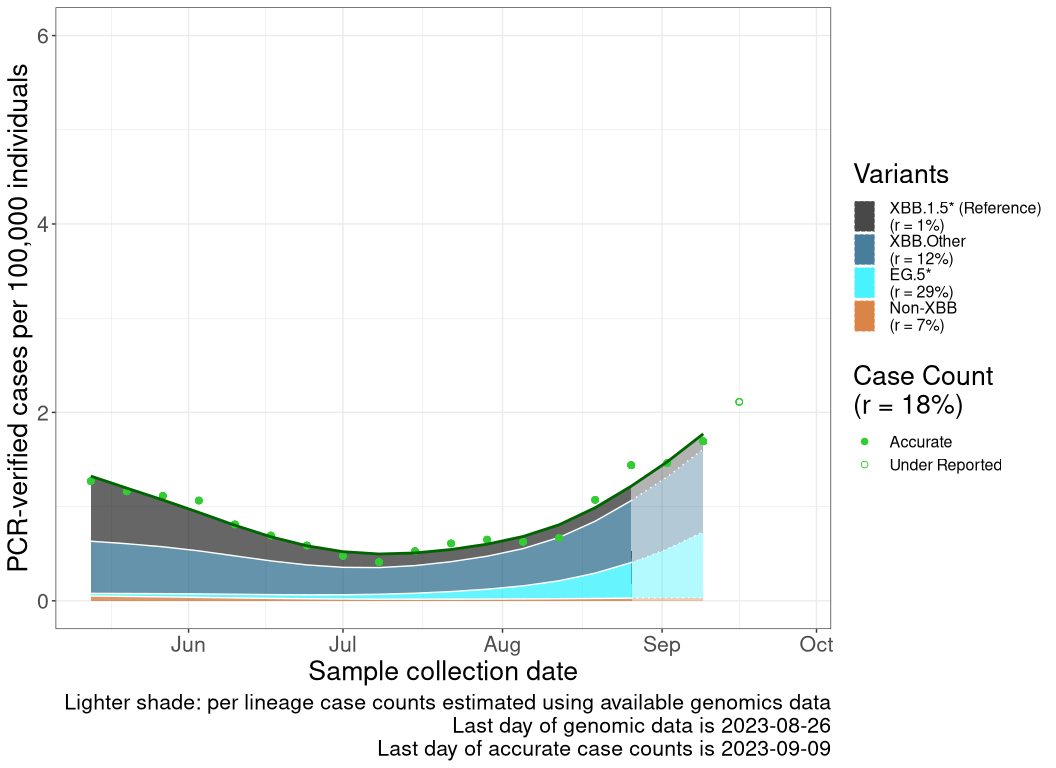 PCR-verified cases per 100,000 individuals
6
4
2
0
Jun
Jul
Aug
Sep
Oct
Sample collection date
Lighter shade: per lineage case counts estimated using available genomics data
Last day of genomic data is 2023-08-26
Last day of accurate case counts is 2023-09-09
Variants
XBB.1.5* (Reference)
(r = 1%)
XBB.Other
(r = 12%)
EG.5*
(r = 29%)
Non-XBB
(r = 7%)
Case Count
(r = 18%)
Accurate
Under Reported